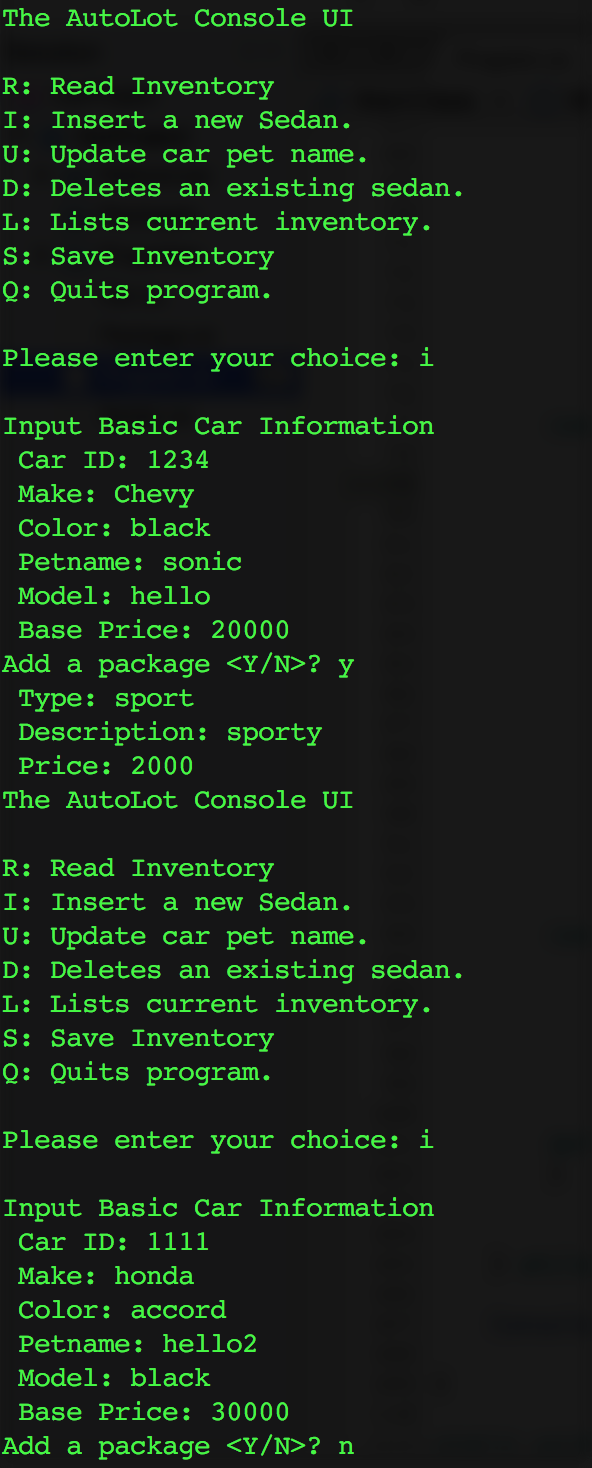 The AutoLot Console UI
R: Read Inventory
I: Insert a new Sedan.
U: Update car pet name.
D: Deletes an existing sedan.
L: Lists current inventory.
S: Save Inventory
Q: Quits program.
Please enter your choice: i
Input Basic Car Information
Car ID: 1234
Make: Chevy
Color: black
Petname: sonic
Model: hello
Base Price: 20000
Add a package <Y/N>? y
Type: sport
Description: sporty
Price: 2000
The AutoLot Console UI
R: Read Inventory
I: Insert a new Sedan.
U: Update car pet name.
D: Deletes an existing sedan.
L: Lists current inventory.
S: Save Inventory
Q: Quits program.
Please enter your choice: i
Input Basic Car Information
Car ID: 1111
Make: honda
Color: accord
Petname: hello2
Model: black
Base Price: 30000
Add a package <Y/N>? n